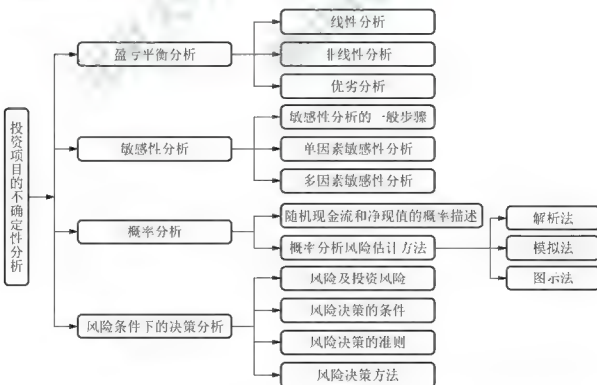 投资项目的不确定性分析
盈亏平衡分析
线性分析
非线性分析
优劣分析
敏感性分析
敏感性分析的一般步骤
单因素敏感性分析
多因素敏感性分析
概率分析
随机现金流和净现值的概率描述
概率分析风险估计方法
解析法
模拟法
图示法
风险条件下的决策分析
风险及投资风险
风险决策的条件
风险决策的准则
风险决策方法